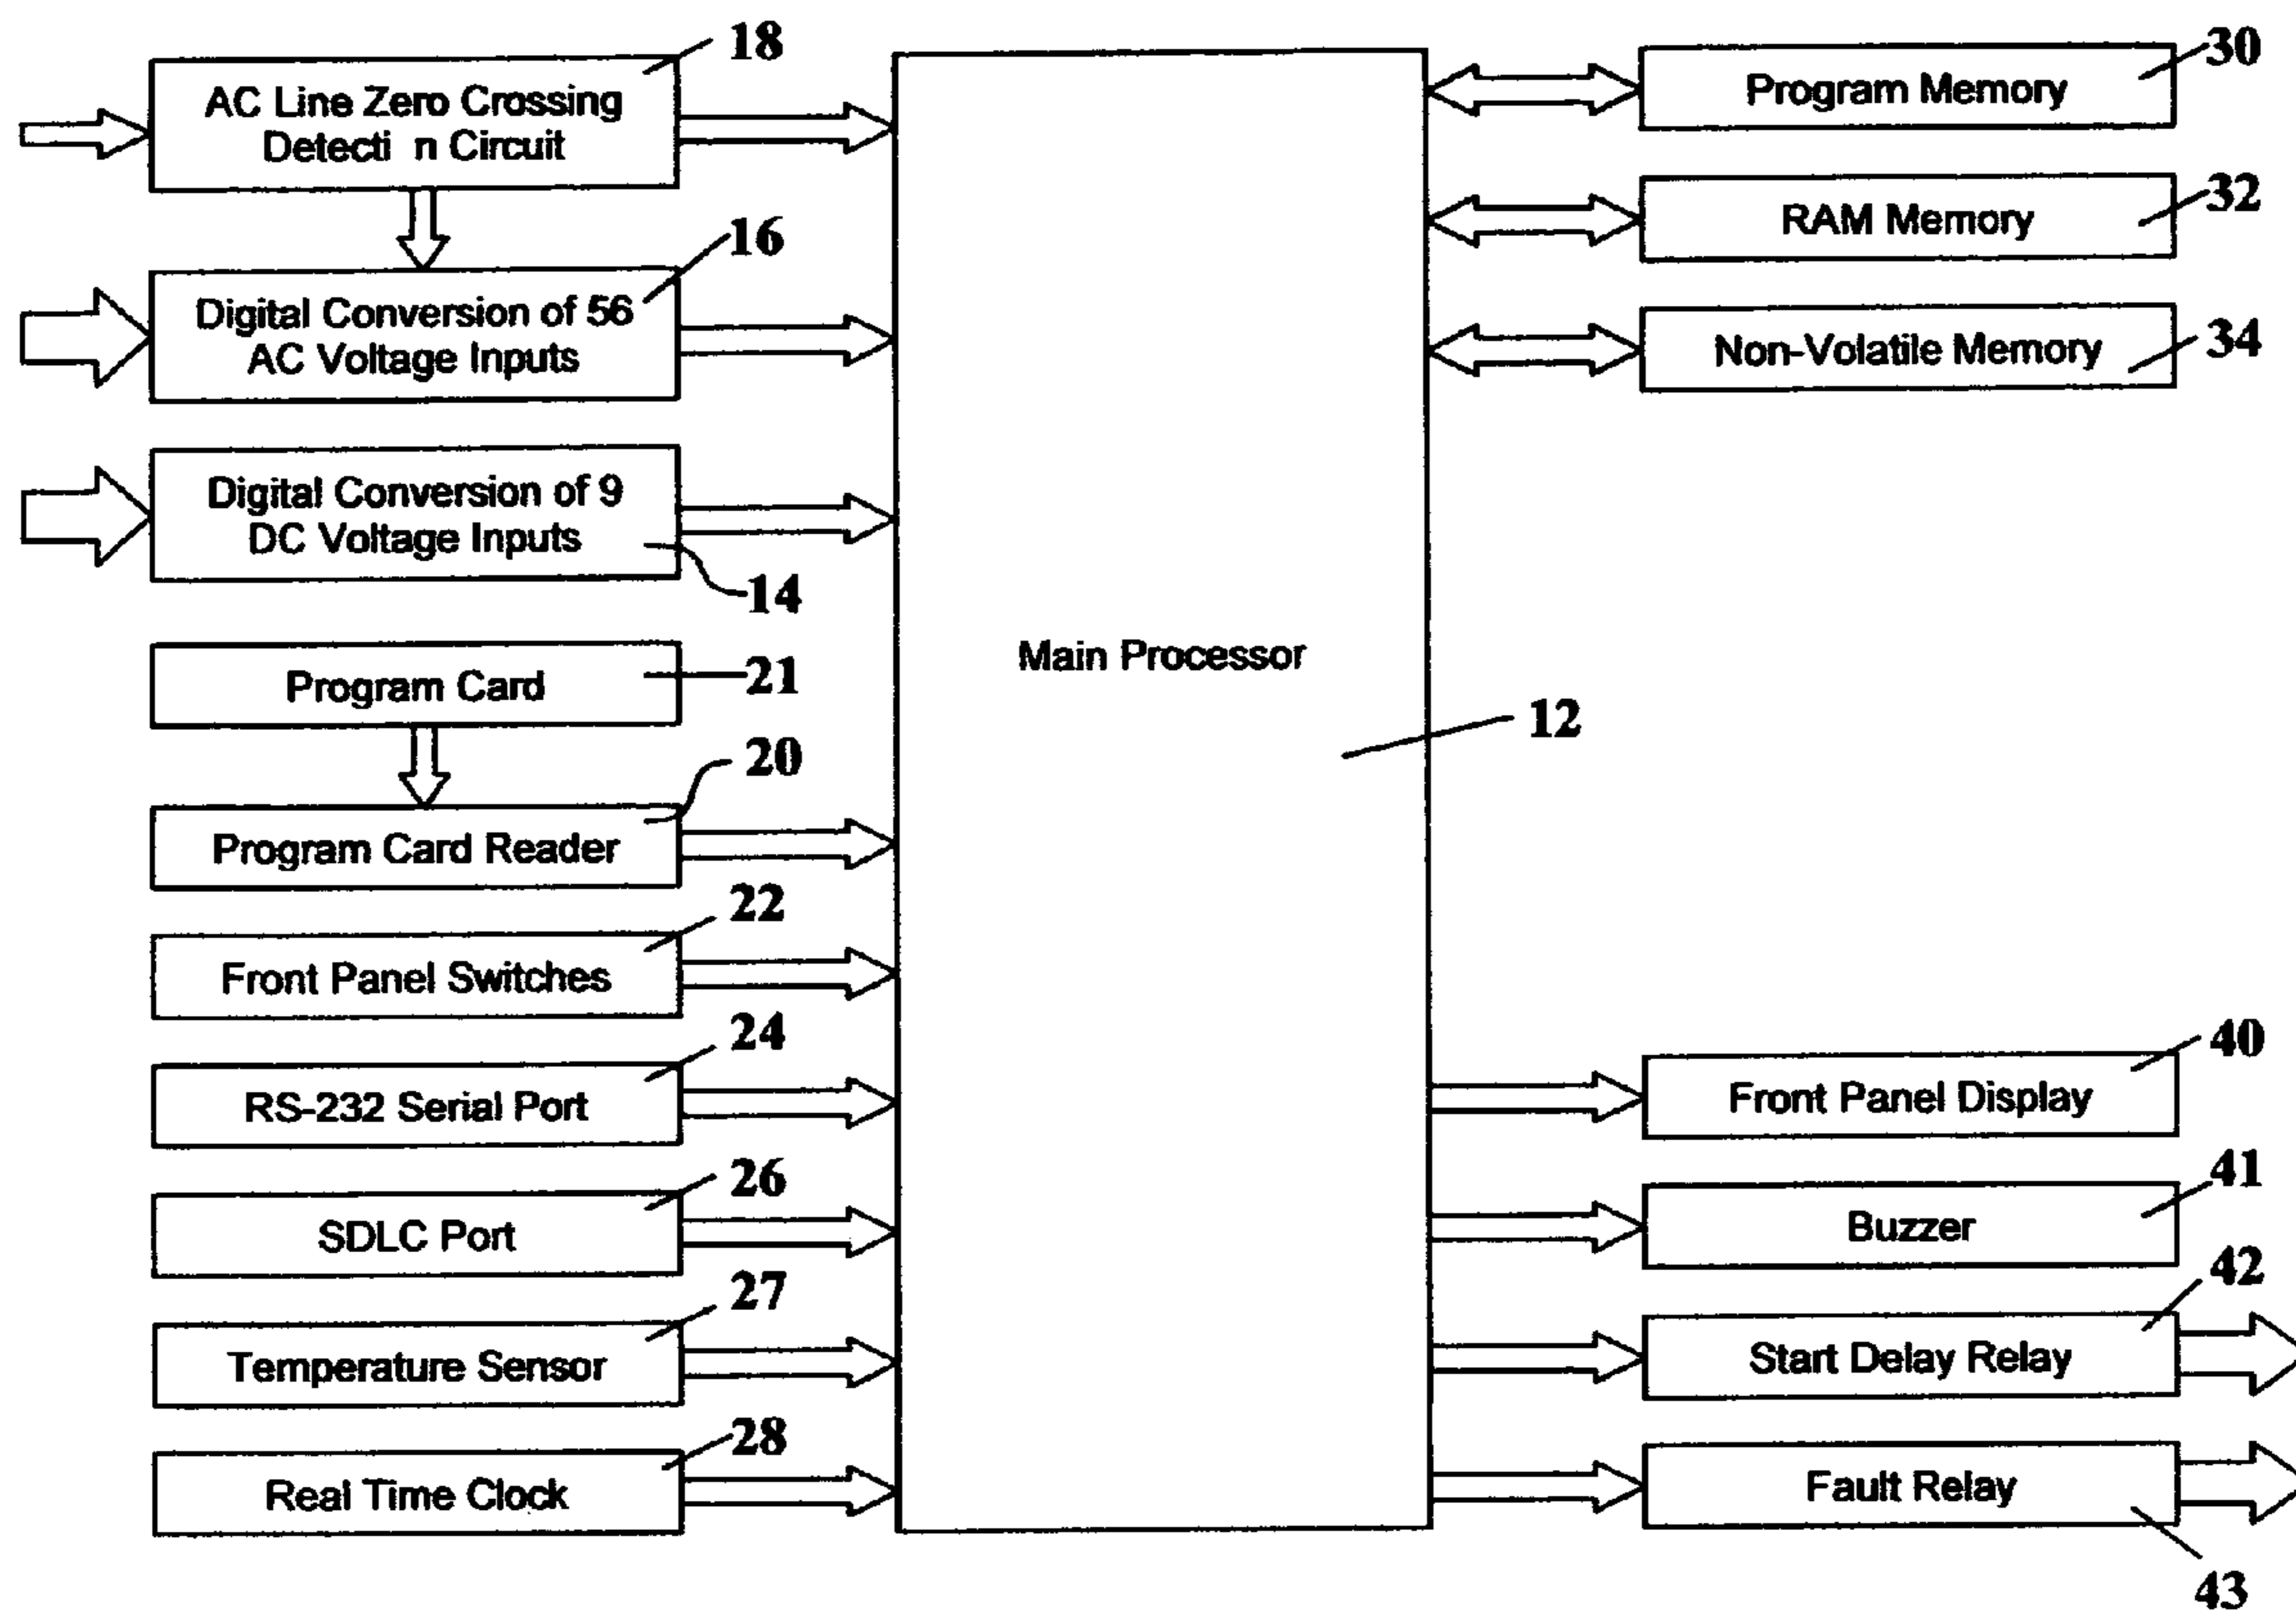 18
AC Line Zero Crossing
Detecti n Circuit
16
Digital Conversion of 56
AC Voltage Inputs
Digital Conversion of 9
DC Voltage Inputs
14
Program Card
21
20
Program Card Reader
22
Front Panel Switches
24
RS-232 Serial Port
26
SDLC Port
27
Temperature Sensor
28
Real Time Clock
Main Processor
12
30
Program Memory
32
RAM Memory
Non-Volatile Memory
34
40
Front Panel Display
41
Buzzer
42
Start Delay Relay
Fault Relay
43